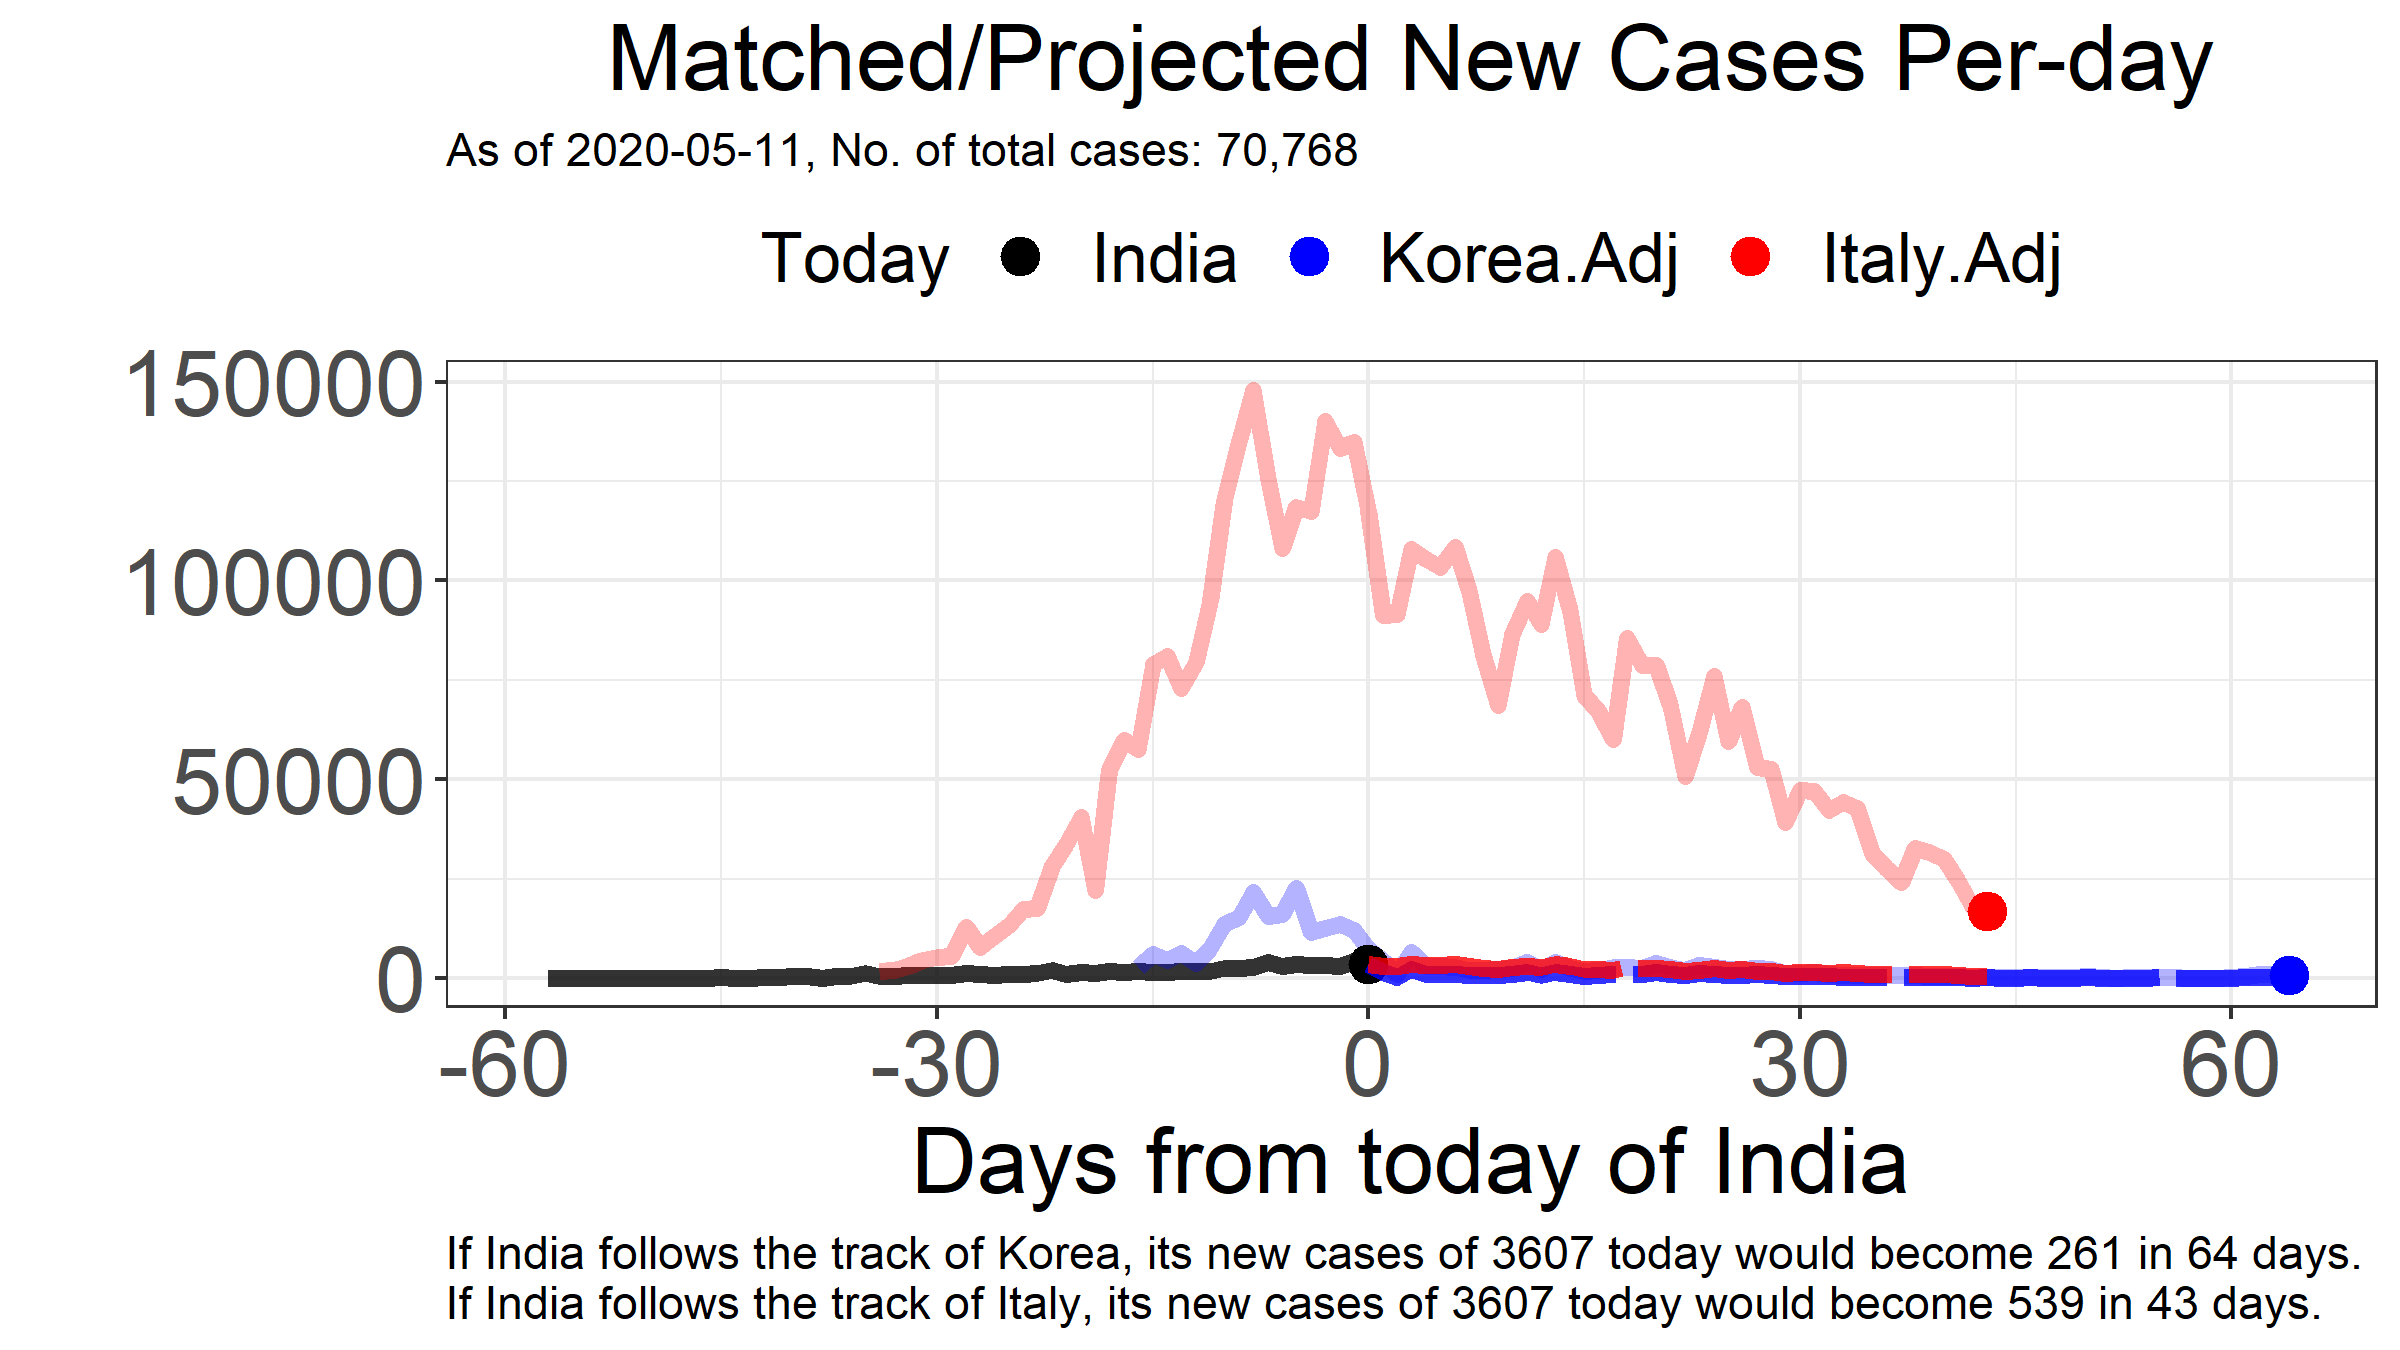 Matched/Projected New Cases Per-day
As of 2020-05-11, No. of total cases: 70,768
Today India Korea.Adj Italy.Adj
150000
100000
50000
0
-60 -30 0 30 60
Days from today of India
If India follows the track of Korea, its new cases of 3607 today would become 261 in 64 days.
If India follows the track of Italy, its new cases of 3607 today would become 539 in 43 days.